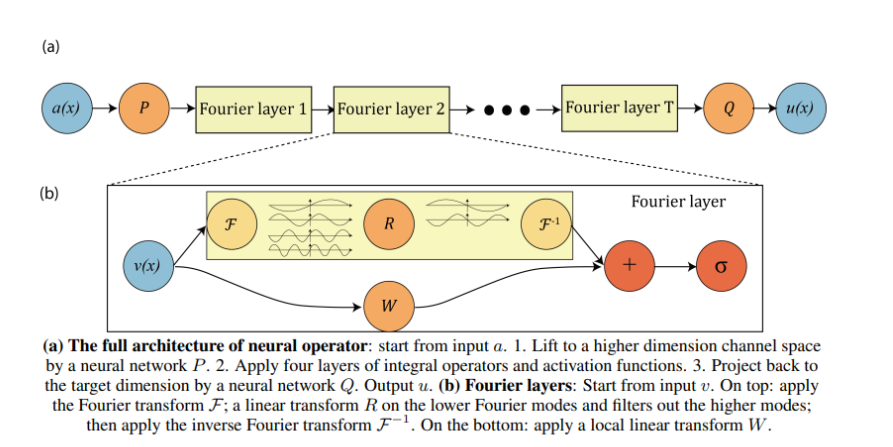 (a)
a(x) P Fourier layer 1 Fourier layer 2 Fourier layer T Q u(x)
(b)
Fourier layer
F R F⁻¹
v(x) + σ
W
(a) The full architecture of neural operator: start from input a. 1. Lift to a higher dimension channel space
by a neural network P. 2. Apply four layers of integral operators and activation functions. 3. Project back to
the target dimension by a neural network Q. Output u. (b) Fourier layers: Start from input v. On top: apply
the Fourier transform F; a linear transform R on the lower Fourier modes and filters out the higher modes;
then apply the inverse Fourier transform F⁻¹. On the bottom: apply a local linear transform W.